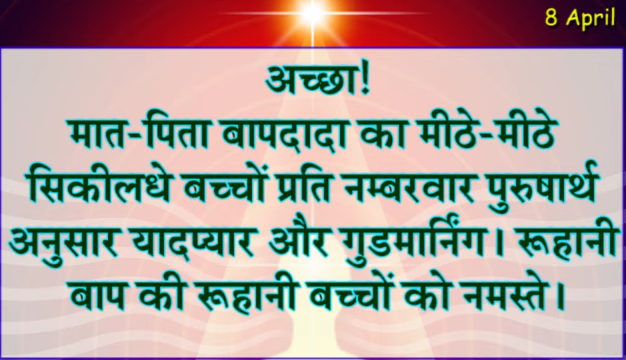 8 April
अच्छा!
मात-पिता बापदादा का मीठे-मीठे
सिकीलधे बच्चों प्रति नम्बरवार पुरुषार्थ
अनुसार यादप्यार और गुडमार्निंग। रूहानी
बाप की रूहानी बच्चों को नमस्ते।